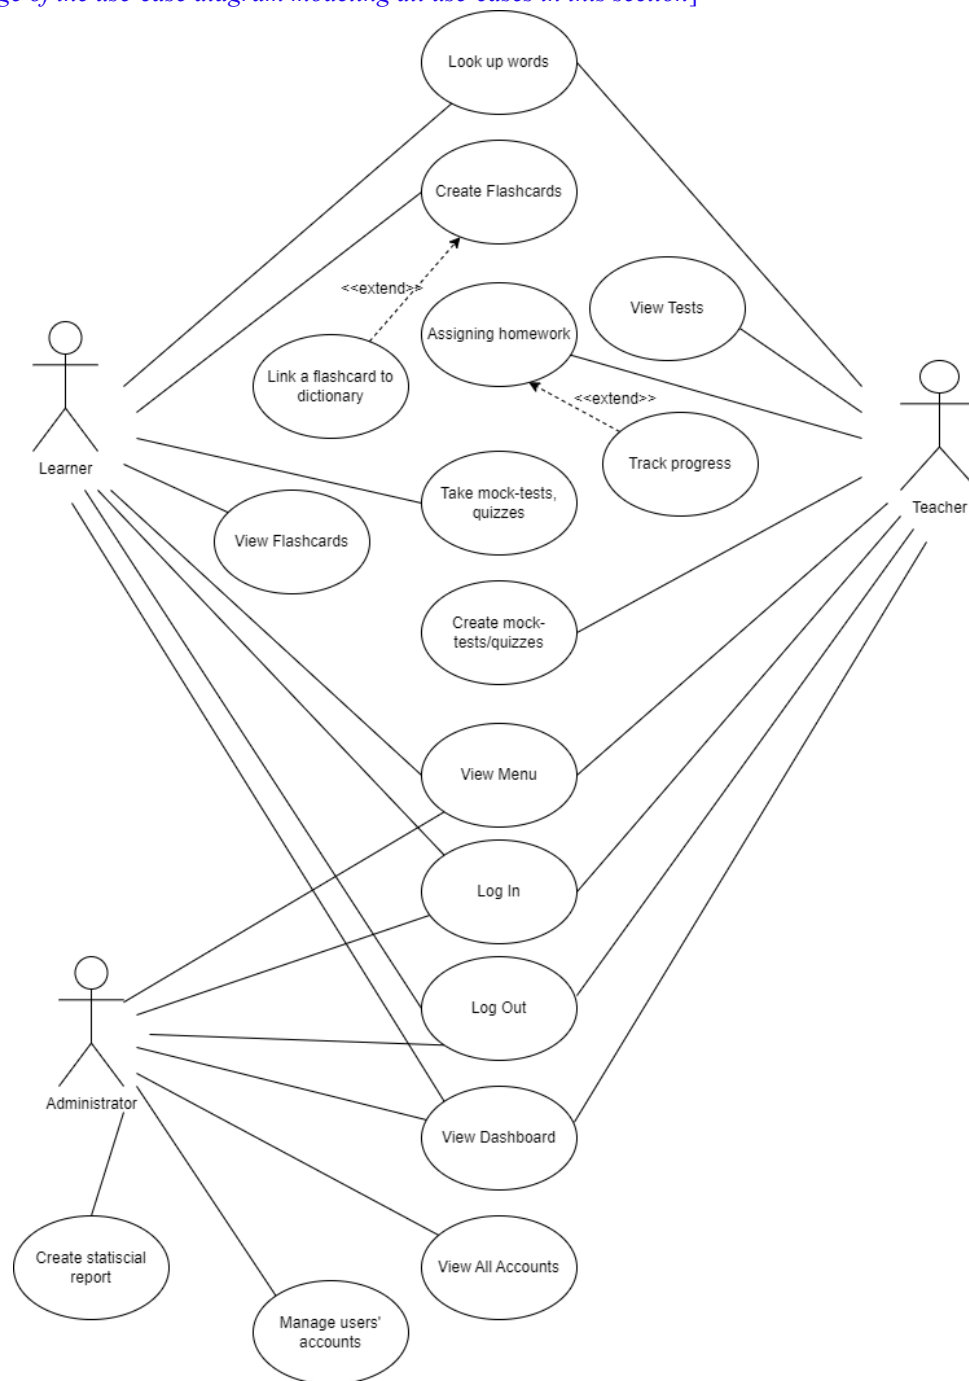 ge of the use-case diagram modeling all use-cases in this section]
Look up words
Create Flashcards
<<extend>>
View Tests
Assigning homework
Link a flashcard to
dictionary
<<extend>>
Learner
Track progress
Take mock-tests,
quizzes
Teacher
View Flashcards
Create mock-
tests/quizzes
View Menu
Log In
Log Out
Administrator
View Dashboard
Create statiscial
report
View All Accounts
Manage users'
accounts